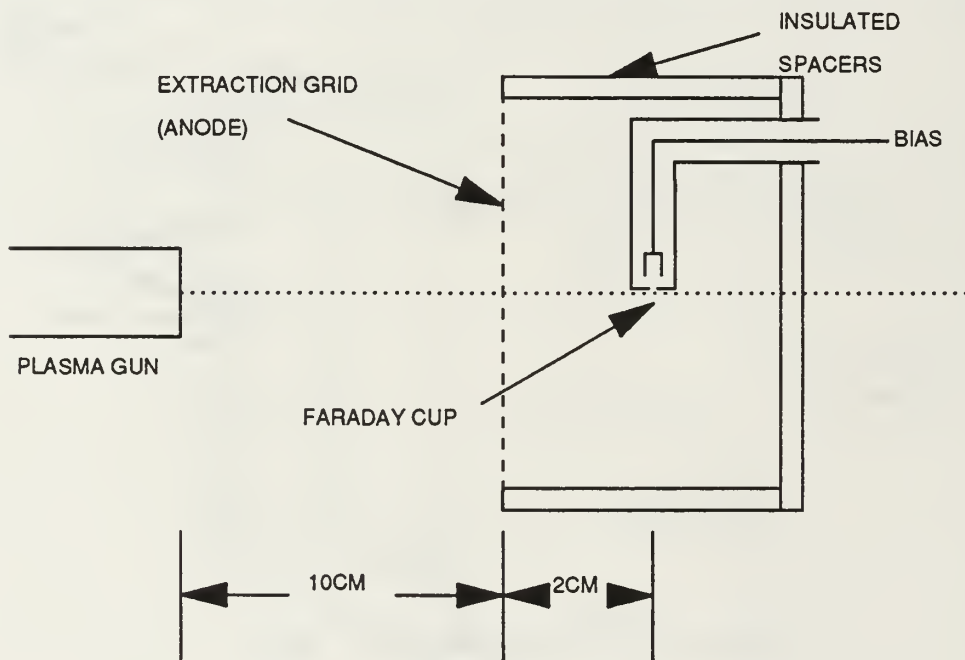 INSULATED
SPACERS
EXTRACTION GRID
(ANODE)
BIAS
PLASMA GUN
FARADAY CUP
10CM
2CM